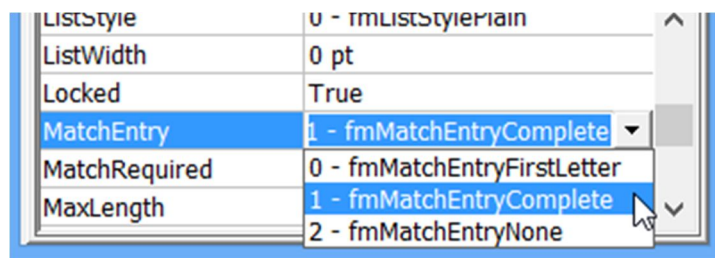 ListStyle 0 - fmListStylePlain
ListWidth 0 pt
Locked True
MatchEntry 1 - fmMatchEntryComplete
MatchRequired 0 - fmMatchEntryFirstLetter
MaxLength 1 - fmMatchEntryComplete
2 - fmMatchEntryNone